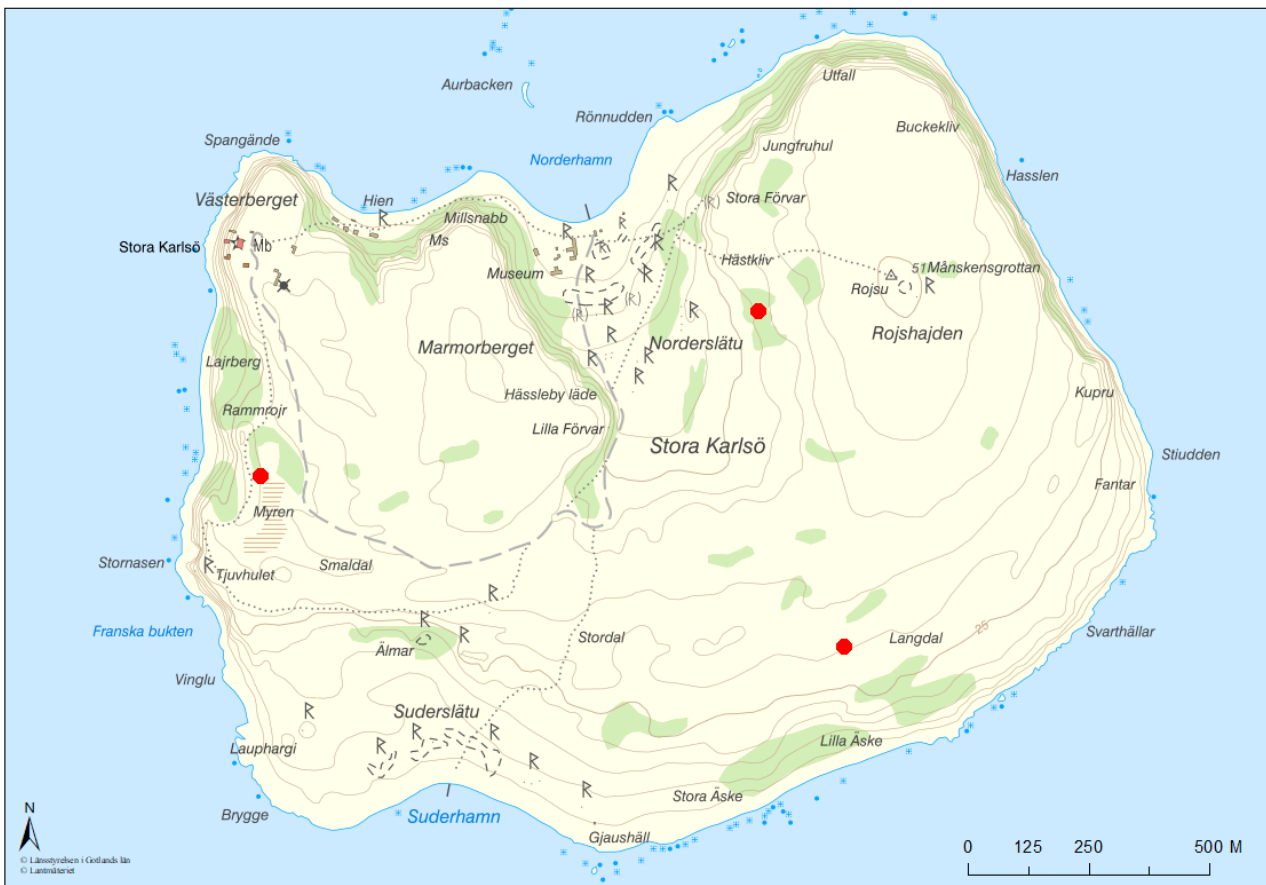 Aurbacken
Utfall
Rönnudden
Buckekliv
Spangände
Norderhamn
Jungfruhul
Hasslen
Västerberget
Hien
Millsnabb
Stora Förvar
(R)
Stora Karlsö
Mb
Ms
Museum
Hästkliv
51
Månskensgrottan
Rojsu
(R)
(R)
Rojshajden
Norderslätu
Marmorberget
Lajrberg
Hässleby läde
Kupru
Rammrojr
Lilla Förvar
Stora Karlsö
Stiudden
Fantar
Myren
Stornasen
Tjuvhulet
Smaldal
Franska bukten
Stordal
Langdal
25
Svarthällar
Älmar
Vinglu
Suderslätu
Lauphargi
Lilla Äske
Stora Äske
Brygge
Suderhamn
Gjaushäll
N
© Länsstyrelsen i Gotlands län
© Lantmäteriet
0 125 250 500 M